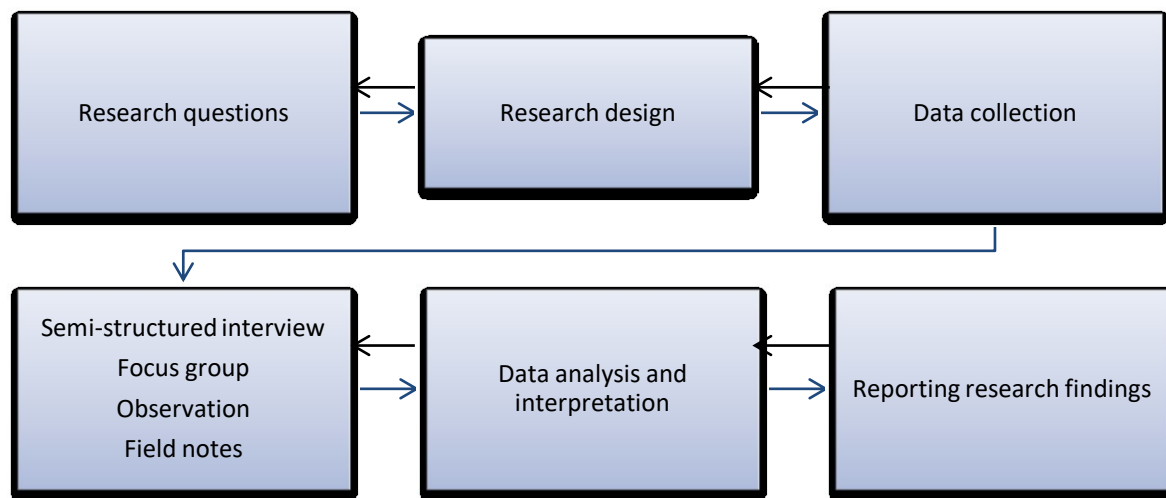 Research questions
Research design
Data collection
Semi-structured interview
Focus group
Observation
Field notes
Data analysis and
interpretation
Reporting research findings